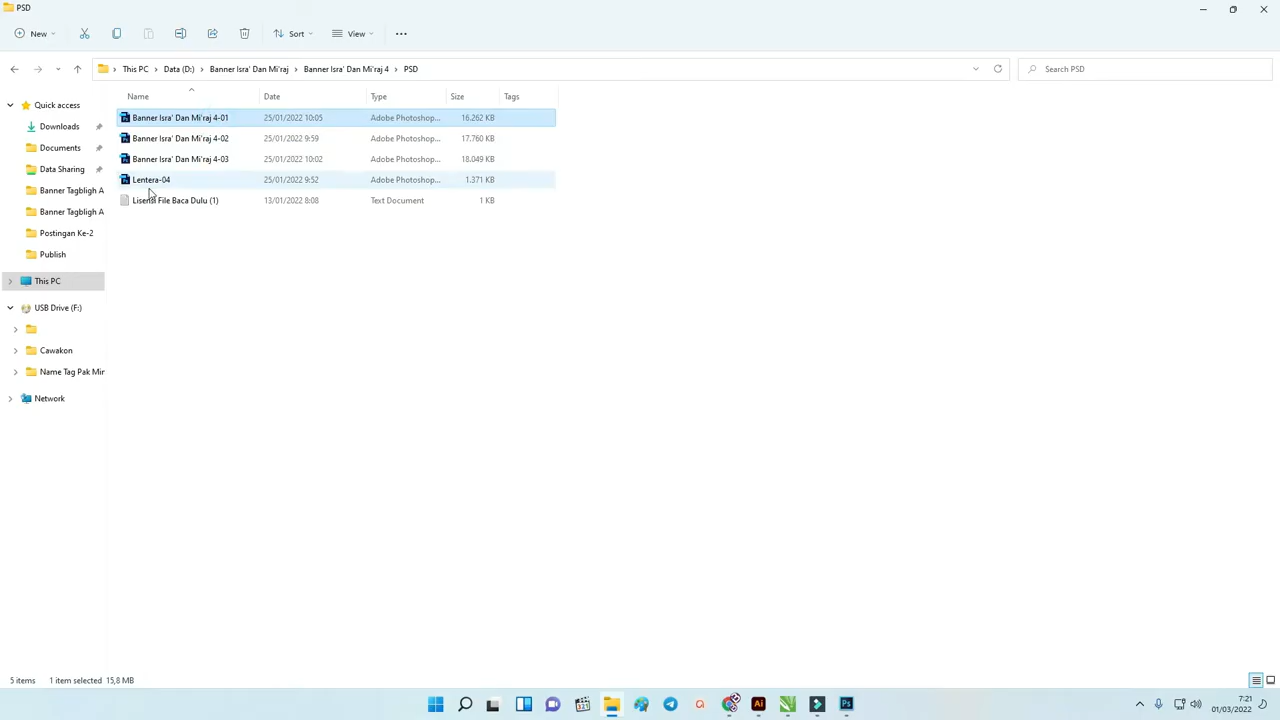 PSD
New
Sort
View
This PC
Data (D:)
Banner Isra' Dan Mi'raj
Banner Isra' Dan Mi'raj 4
PSD
Search PSD
Name
Date
Type
Size
Tags
Quick access
Downloads
Documents
Data Sharing
Banner Tagbligh A
Banner Tagbligh A
Postingan Ke-2
Publish
This PC
USB Drive (F:)
Cawakon
Name Tag Pak Mir
Network
Banner Isra' Dan Mi'raj 4-01 25/01/2022 10:05 Adobe Photoshop... 16.262 KB
Banner Isra' Dan Mi'raj 4-02 25/01/2022 9:59 Adobe Photoshop... 17.760 KB
Banner Isra' Dan Mi'raj 4-03 25/01/2022 10:02 Adobe Photoshop... 18.049 KB
Lentera-04 25/01/2022 9:52 Adobe Photoshop... 1.371 KB
Lisensi File Baca Dulu (1) 13/01/2022 8:08 Text Document 1 KB
5 items 1 item selected 15,8 MB
Ai
Ps
7:21
01/03/2022